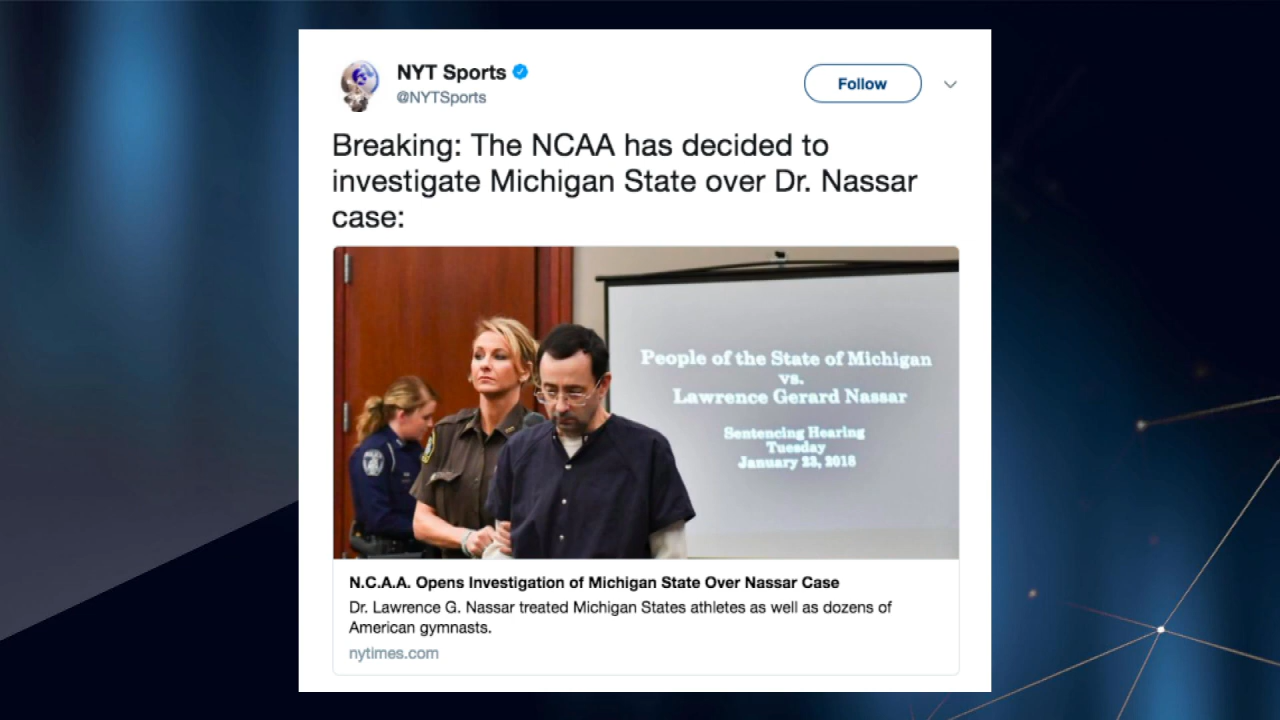 NYT Sports
@NYTSports
Follow
Breaking: The NCAA has decided to
investigate Michigan State over Dr. Nassar
case:
People of the State of Michigan
vs.
Lawrence Gerard Nassar
Sentencing Hearing
Tuesday
January 23, 2018
N.C.A.A. Opens Investigation of Michigan State Over Nassar Case
Dr. Lawrence G. Nassar treated Michigan States athletes as well as dozens of
American gymnasts.
nytimes.com